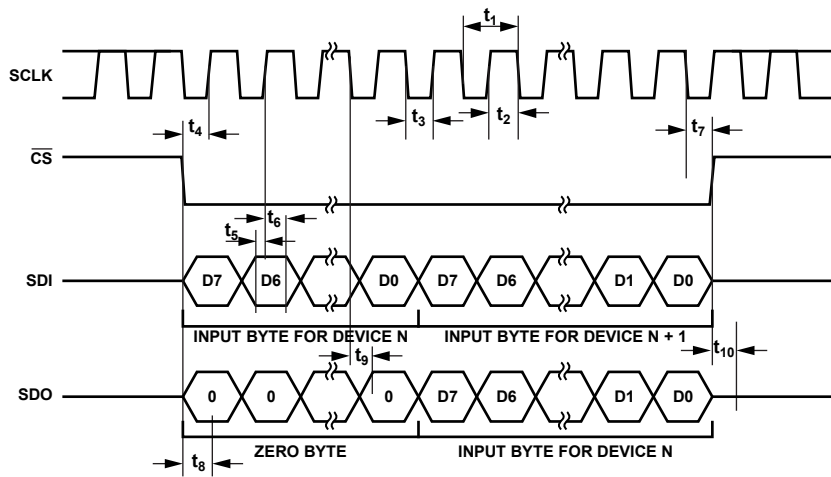 t1
SCLK
t4
t3
t2
t7
CS
t6
t5
SDI
D7
D6
D0
D7
D6
D1
D0
INPUT BYTE FOR DEVICE N
INPUT BYTE FOR DEVICE N + 1
t9
t10
SDO
0
0
0
D7
D6
D1
D0
ZERO BYTE
INPUT BYTE FOR DEVICE N
t8